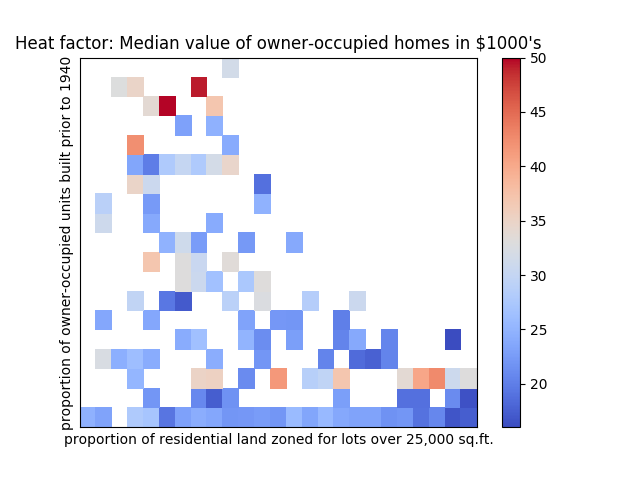 Heat factor: Median value of owner-occupied homes in $1000's
proportion of owner-occupied units built prior to 1940
proportion of residential land zoned for lots over 25,000 sq.ft.
50
45
40
35
30
25
20